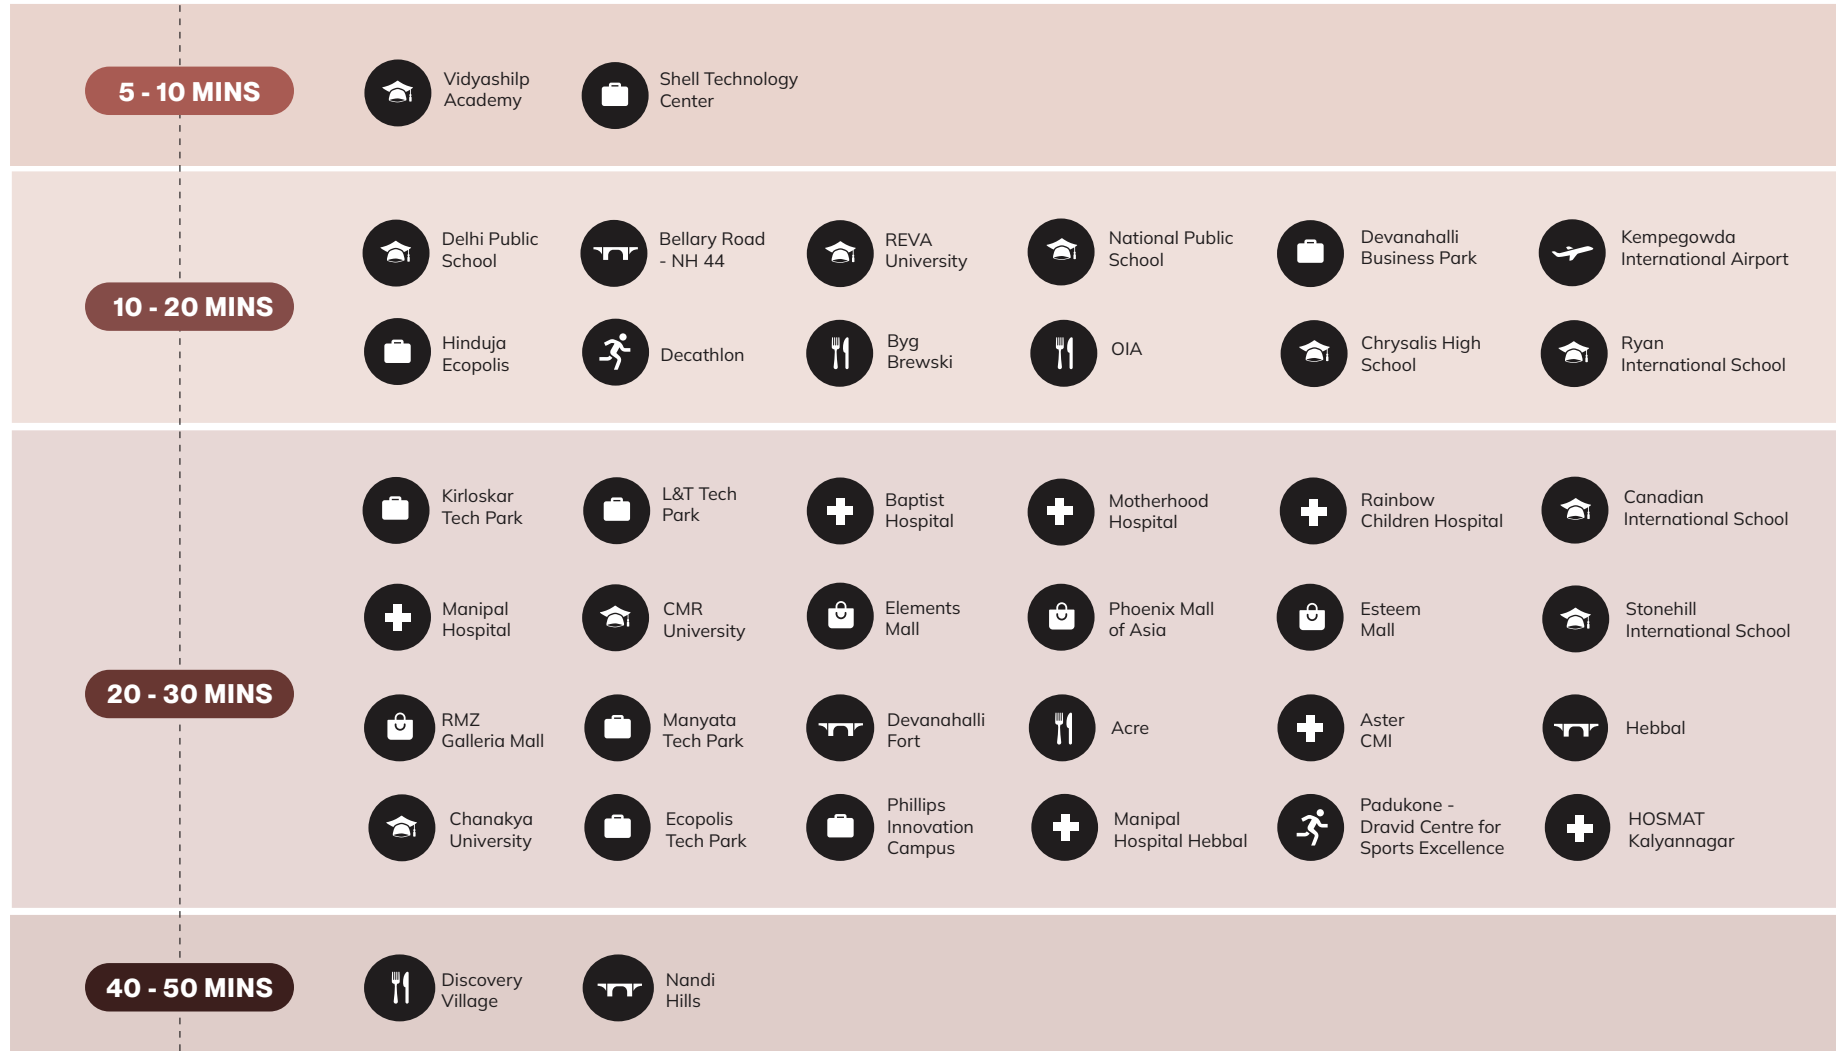 5 - 10 MINS
Vidyashilp
Academy
Shell Technology
Center
10 - 20 MINS
Delhi Public
School
Bellary Road
- NH 44
REVA
University
National Public
School
Devanahalli
Business Park
Kempegowda
International Airport
Hinduja
Ecopolis
Decathlon
Byg
Brewski
OIA
Chrysalis High
School
Ryan
International School
20 - 30 MINS
Kirloskar
Tech Park
L&T Tech
Park
Baptist
Hospital
Motherhood
Hospital
Rainbow
Children Hospital
Canadian
International School
Manipal
Hospital
CMR
University
Elements
Mall
Phoenix Mall
of Asia
Esteem
Mall
Stonehill
International School
RMZ
Galleria Mall
Manyata
Tech Park
Devanahalli
Fort
Acre
Aster
CMI
Hebbal
Chanakya
University
Ecopolis
Tech Park
Phillips
Innovation
Campus
Manipal
Hospital Hebbal
Padukone -
Dravid Centre for
Sports Excellence
HOSMAT
Kalyannagar
40 - 50 MINS
Discovery
Village
Nandi
Hills